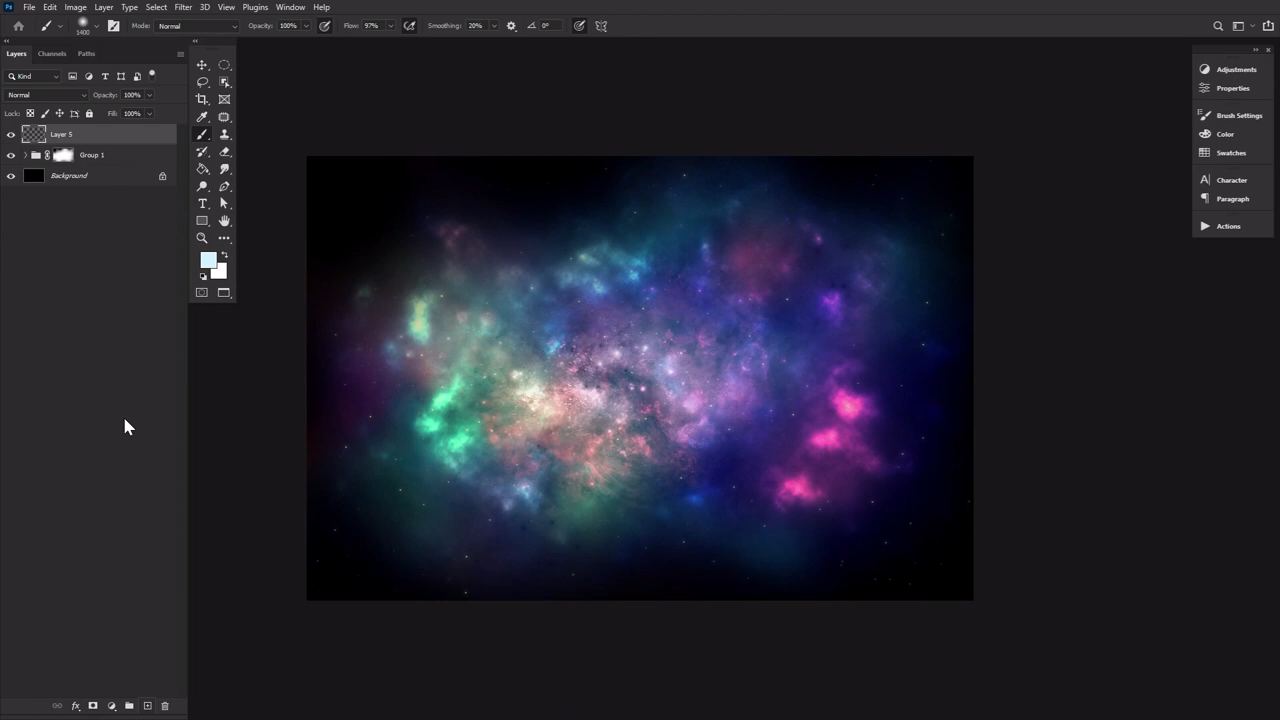 Ps File Edit Image Layer Type Select Filter 3D View Plugins Window Help
1400 Mode: Normal Opacity: 100% Flow: 97% Smoothing: 20% 0°
Layers Channels Paths
Kind
Normal Opacity: 100%
Lock: Fill: 100%
Layer 5
Group 1
Background
Adjustments
Properties
Brush Settings
Color
Swatches
Character
Paragraph
Actions